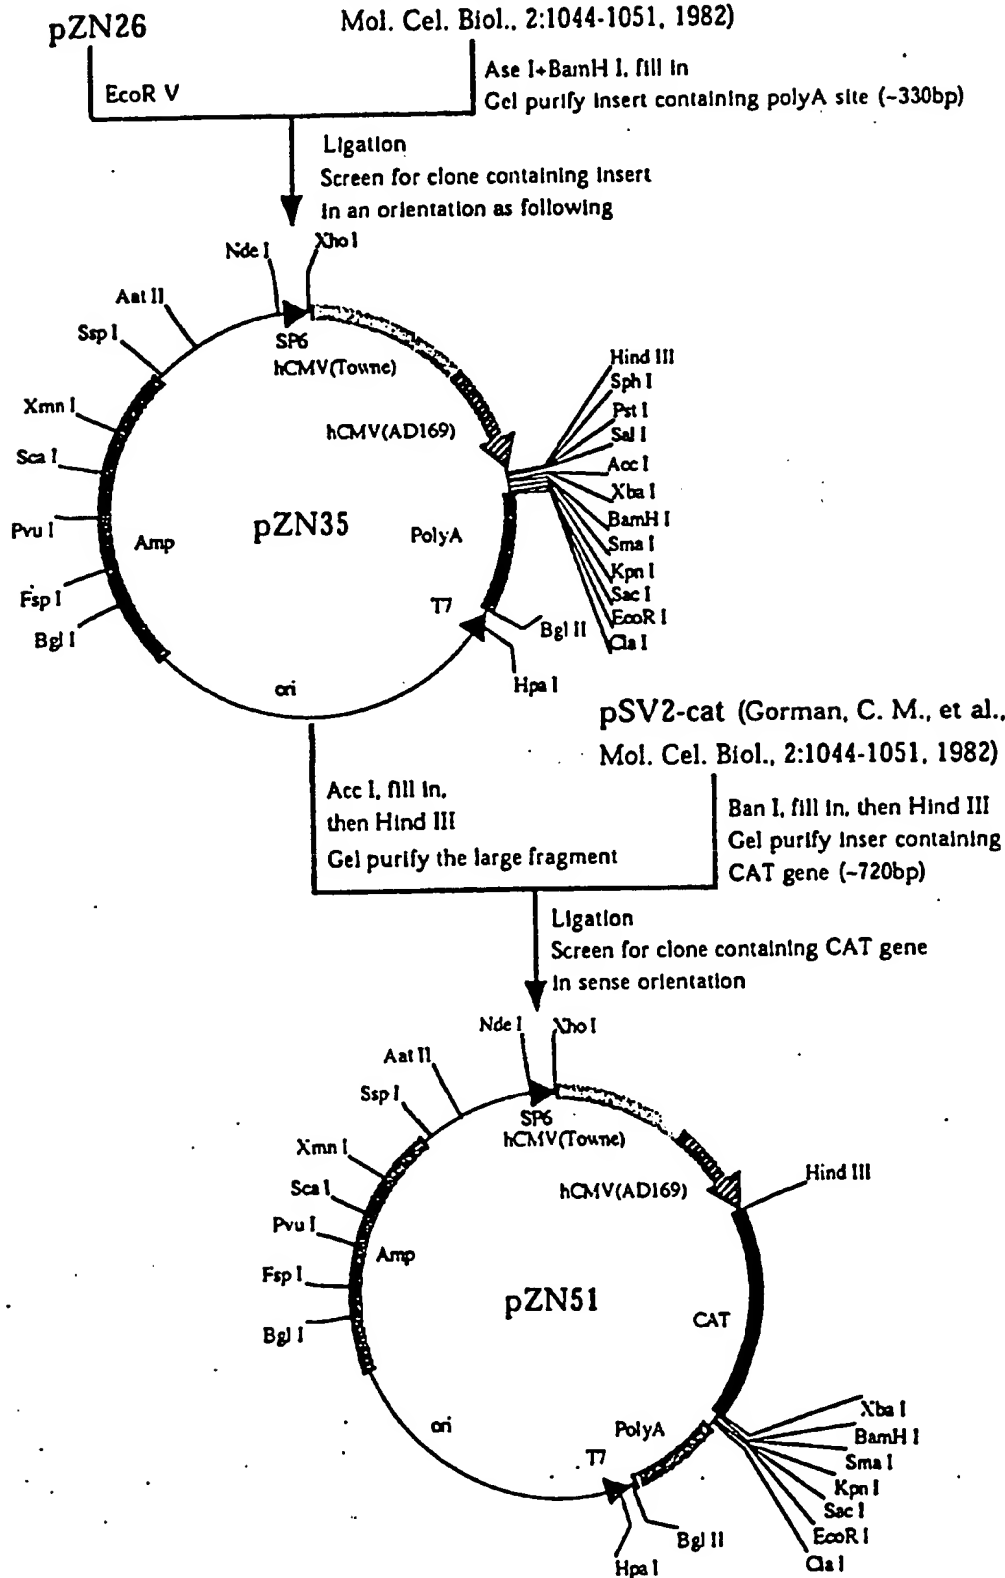 pZN26
Mol. Cel. Biol., 2:1044-1051, 1982)
EcoR V
Ase I+BamH I, fill in
Gel purify insert containing polyA site (~330bp)
Ligation
Screen for clone containing insert
in an orientation as following
Nde I
Xho I
Aat II
Ssp I
Xmn I
Sca I
Pvu I
Fsp I
Bgl I
SP6
hCMV(Towne)
hCMV(AD169)
Hind III
Sph I
Pst I
Sal I
Acc I
Xba I
BamH I
Sma I
Kpn I
Sac I
EcoR I
Cla I
Amp
pZN35
PolyA
T7
Bgl II
Hpa I
ori
pSV2-cat (Gorman, C. M., et al.,
Mol. Cel. Biol., 2:1044-1051, 1982)
Acc I, fill in,
then Hind III
Gel purify the large fragment
Ban I, fill in, then Hind III
Gel purify inser containing
CAT gene (~720bp)
Ligation
Screen for clone containing CAT gene
in sense orientation
Nde I
Xho I
Aat II
Ssp I
Xmn I
Sca I
Pvu I
Fsp I
Bgl I
SP6
hCMV(Towne)
hCMV(AD169)
Hind III
Amp
pZN51
CAT
ori
PolyA
T7
Xba I
BamH I
Sma I
Kpn I
Sac I
EcoR I
Cla I
Bgl II
Hpa I